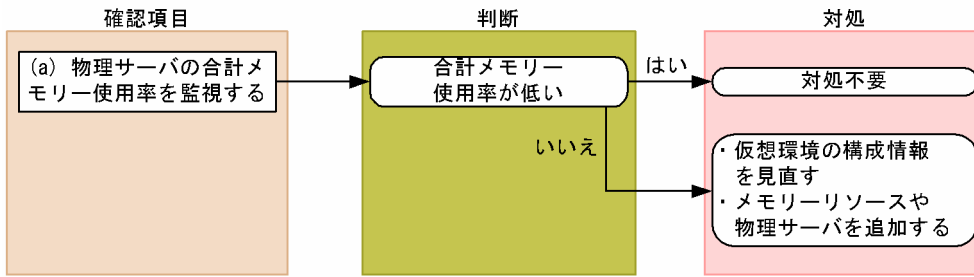 確認項目
判断
対処
(a) 物理サーバの合計メ
モリー使用率を監視する
合計メモリー
使用率が低い
はい
対処不要
いいえ
・仮想環境の構成情報
を見直す
・メモリーリソースや
物理サーバを追加する